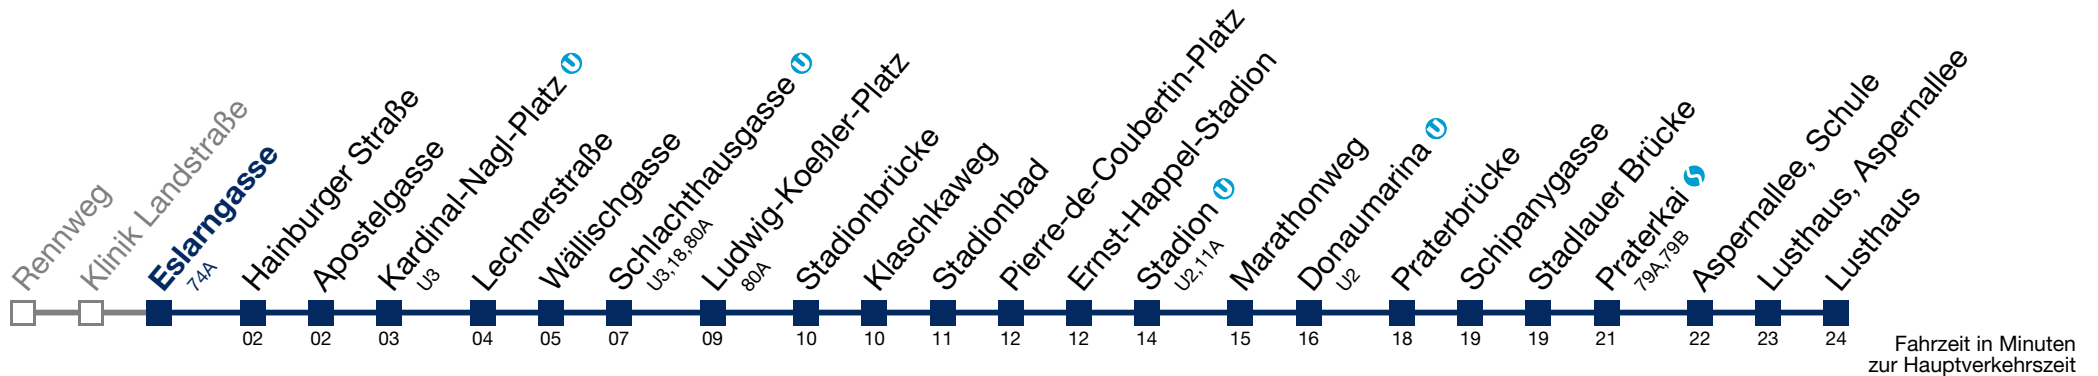 Rennweg
Klinik Landstraße
Eslarngasse
74A
Hainburger Straße
02
Apostelgasse
02
Kardinal-Nagl-Platz U
U3
03
Lechnerstraße
04
Wällischgasse
05
Schlachthausgasse U
U3,18,80A
07
Ludwig-Koeßler-Platz
80A
09
Stadionbrücke
10
Klaschkaweg
10
Stadionbad
11
Pierre-de-Coubertin-Platz
12
Ernst-Happel-Stadion
12
Stadion U
U2,11A
14
Marathonweg
15
Donaumarina U
U2
16
Praterbrücke
18
Schipanygasse
19
Stadlauer Brücke
19
Praterkai S
79A,79B
21
Aspernallee, Schule
22
Lusthaus, Aspernallee
23
Lusthaus
24
Fahrzeit in Minuten
zur Hauptverkehrszeit